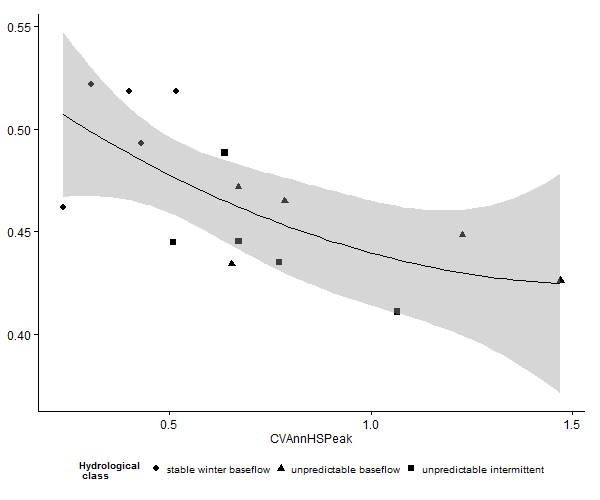 0.55
0.50
0.45
0.40
0.5 1.0 1.5
CVAnnHSPeak
Hydrological
class
stable winter baseflow unpredictable baseflow unpredictable intermittent